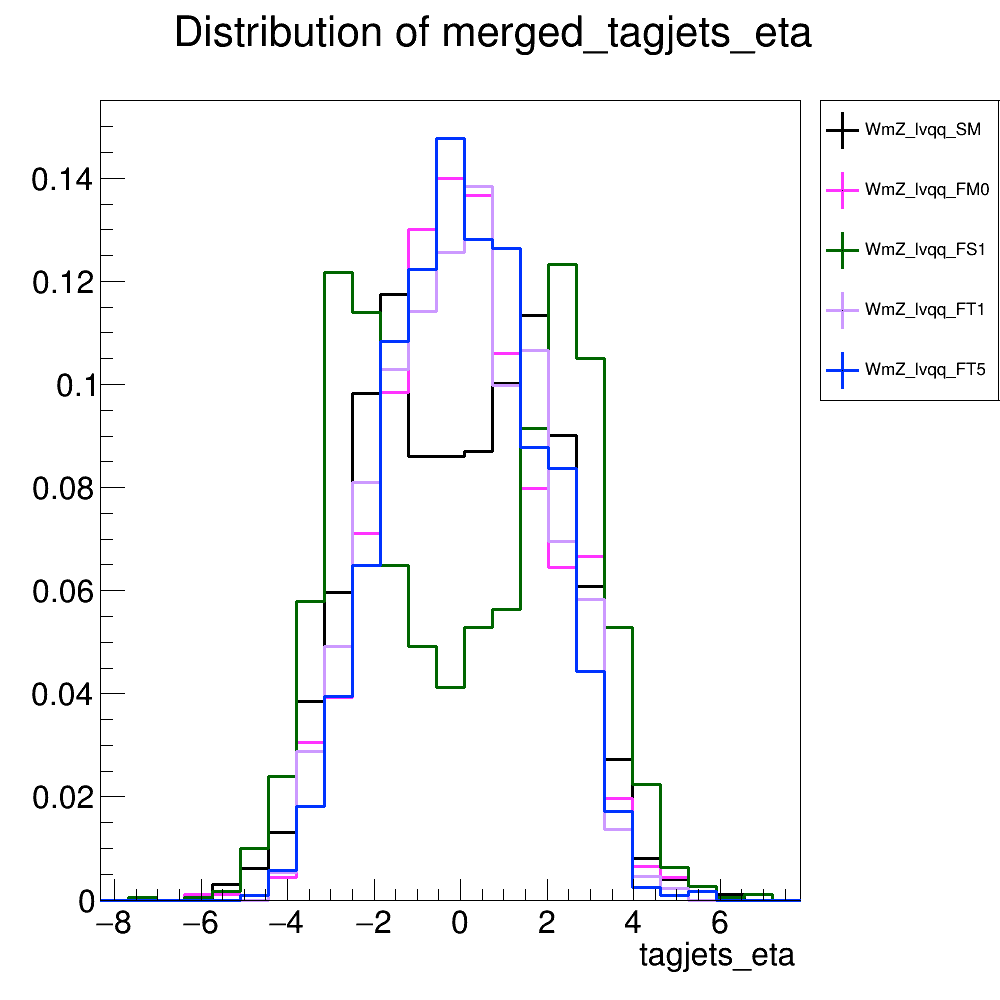 Distribution of merged_tagjets_eta
WmZ_lvqq_SM
WmZ_lvqq_FM0
WmZ_lvqq_FS1
WmZ_lvqq_FT1
WmZ_lvqq_FT5
0.14
0.12
0.1
0.08
0.06
0.04
0.02
0
−8 −6 −4 −2 0 2 4 6
tagjets_eta